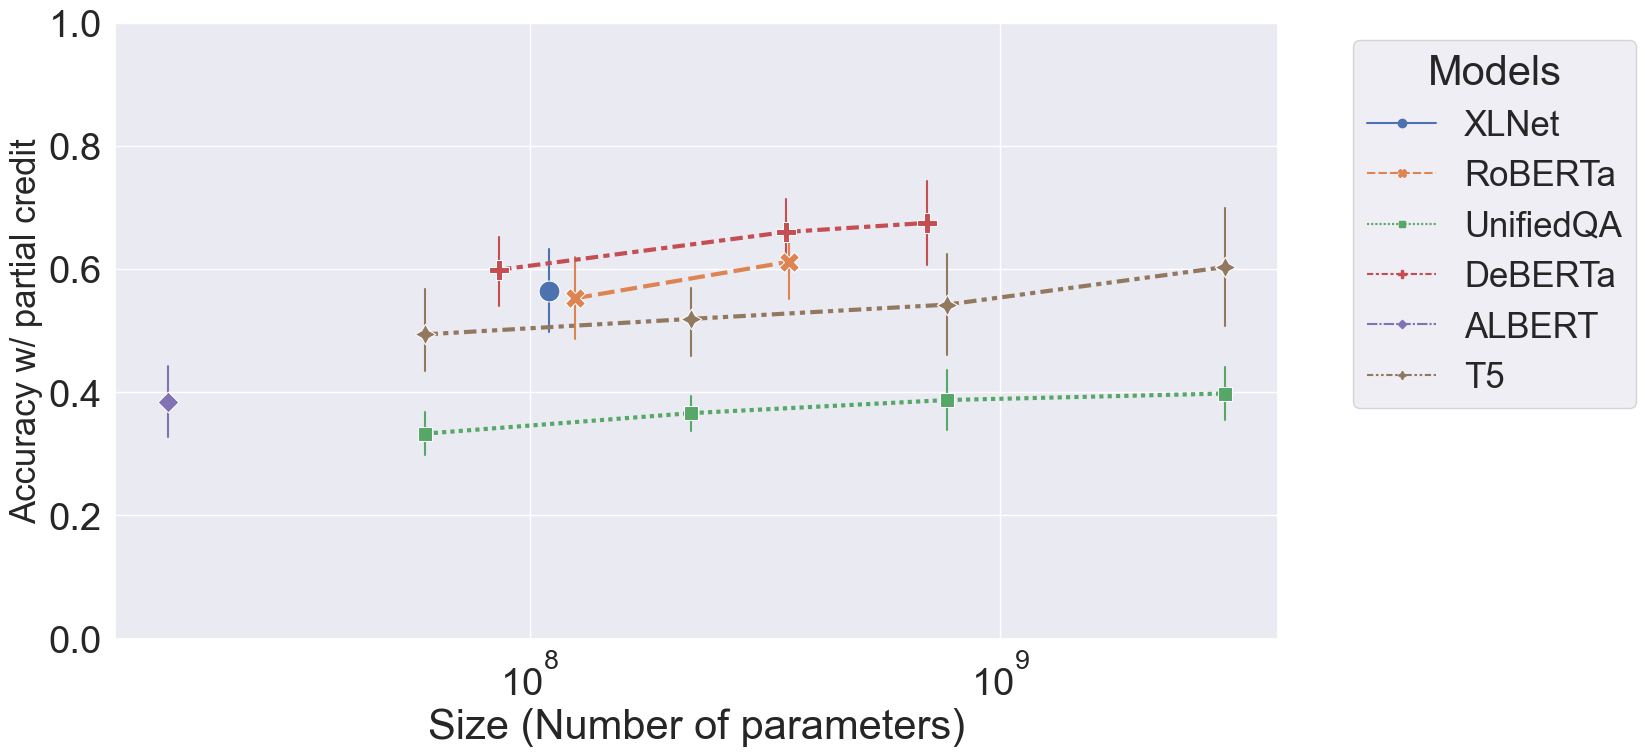 Accuracy w/ partial credit
1.0
0.8
0.6
0.4
0.2
0.0
10^8
10^9
Size (Number of parameters)
Models
XLNet
RoBERTa
UnifiedQA
DeBERTa
ALBERT
T5